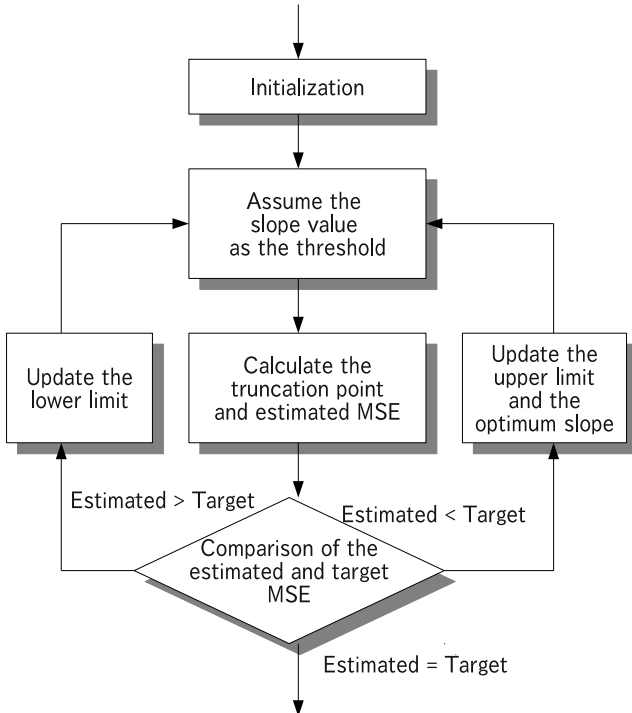 Initialization
Assume the
slope value
as the threshold
Update the
lower limit
Calculate the
truncation point
and estimated MSE
Update the
upper limit
and the
optimum slope
Estimated > Target
Estimated < Target
Comparison of the
estimated and target
MSE
Estimated = Target